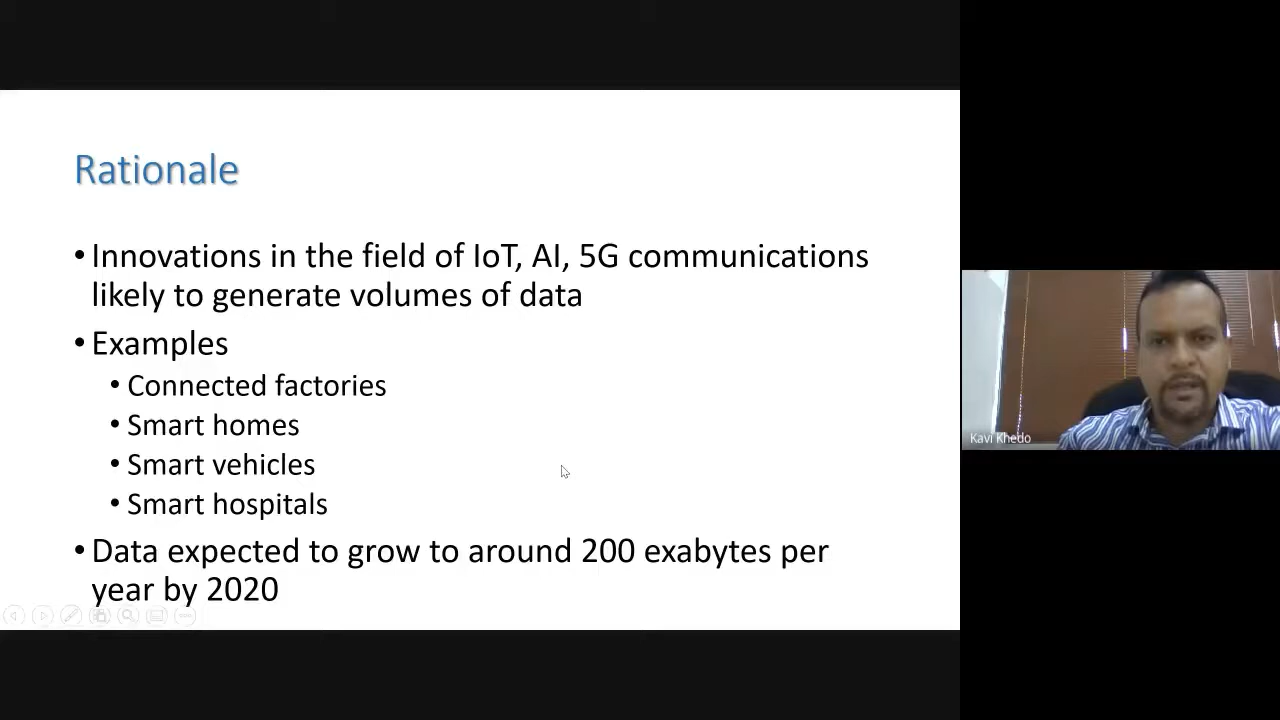 Rationale
• Innovations in the field of IoT, AI, 5G communications
likely to generate volumes of data
• Examples
• Connected factories
• Smart homes
• Smart vehicles
• Smart hospitals
• Data expected to grow to around 200 exabytes per
year by 2020
Kavi Khedo